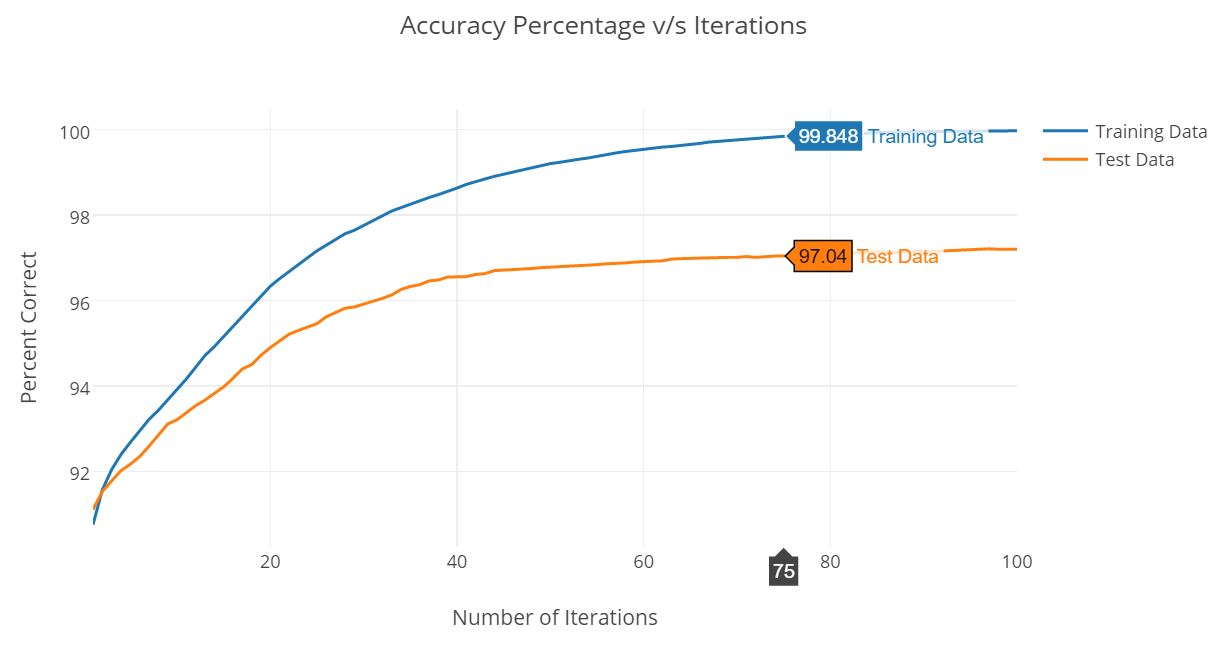 Accuracy Percentage v/s Iterations
100
98
96
94
92
Percent Correct
99.848 Training Data
97.04 Test Data
Training Data
Test Data
20
40
60
75
80
100
Number of Iterations